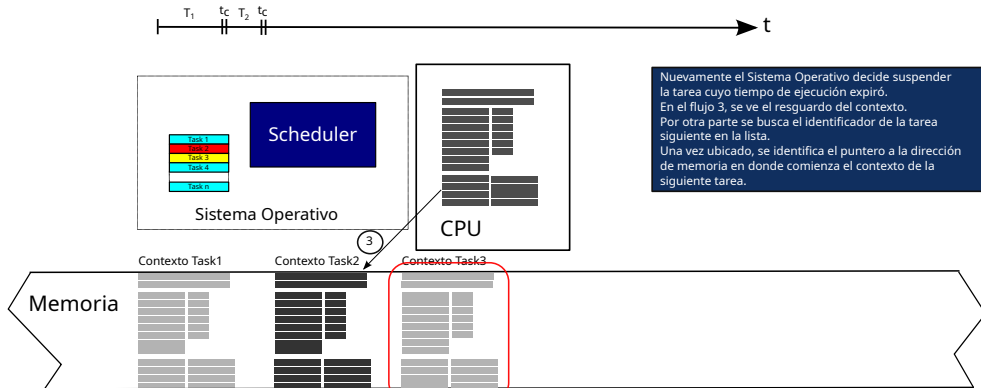 T1 tc T2 tc
t
Nuevamente el Sistema Operativo decide suspender
la tarea cuyo tiempo de ejecución expiró.
En el flujo 3, se ve el resguardo del contexto.
Por otra parte se busca el identificador de la tarea
siguiente en la lista.
Una vez ubicado, se identifica el puntero a la dirección
de memoria en donde comienza el contexto de la
siguiente tarea.
Scheduler
Task 1
Task 2
Task 3
Task 4
Task n
Sistema Operativo
CPU
3
Contexto Task1 Contexto Task2 Contexto Task3
Memoria